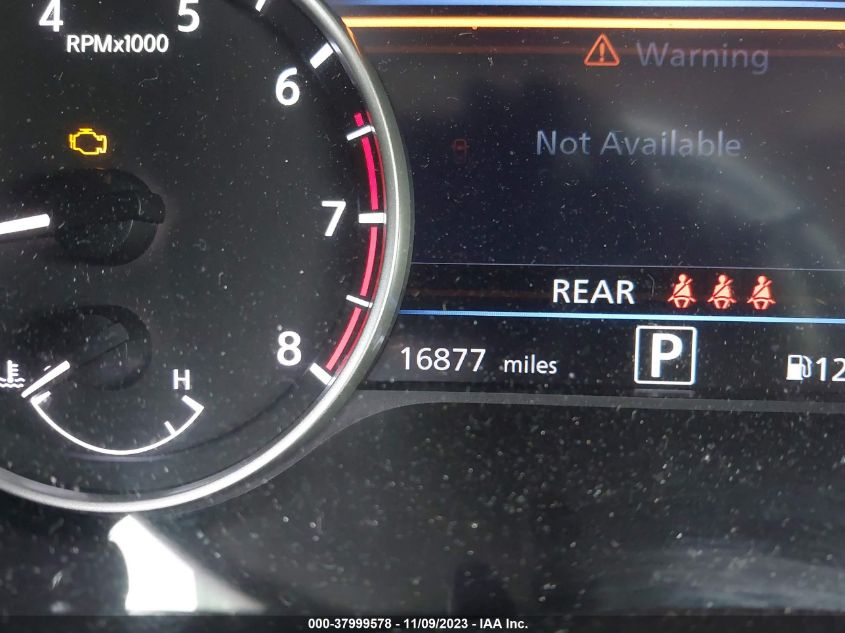 4 5
RPMx1000
6
7
8
H
Warning
Not Available
REAR
16877 miles
P
12
000-37999578 - 11/09/2023 - IAA Inc.